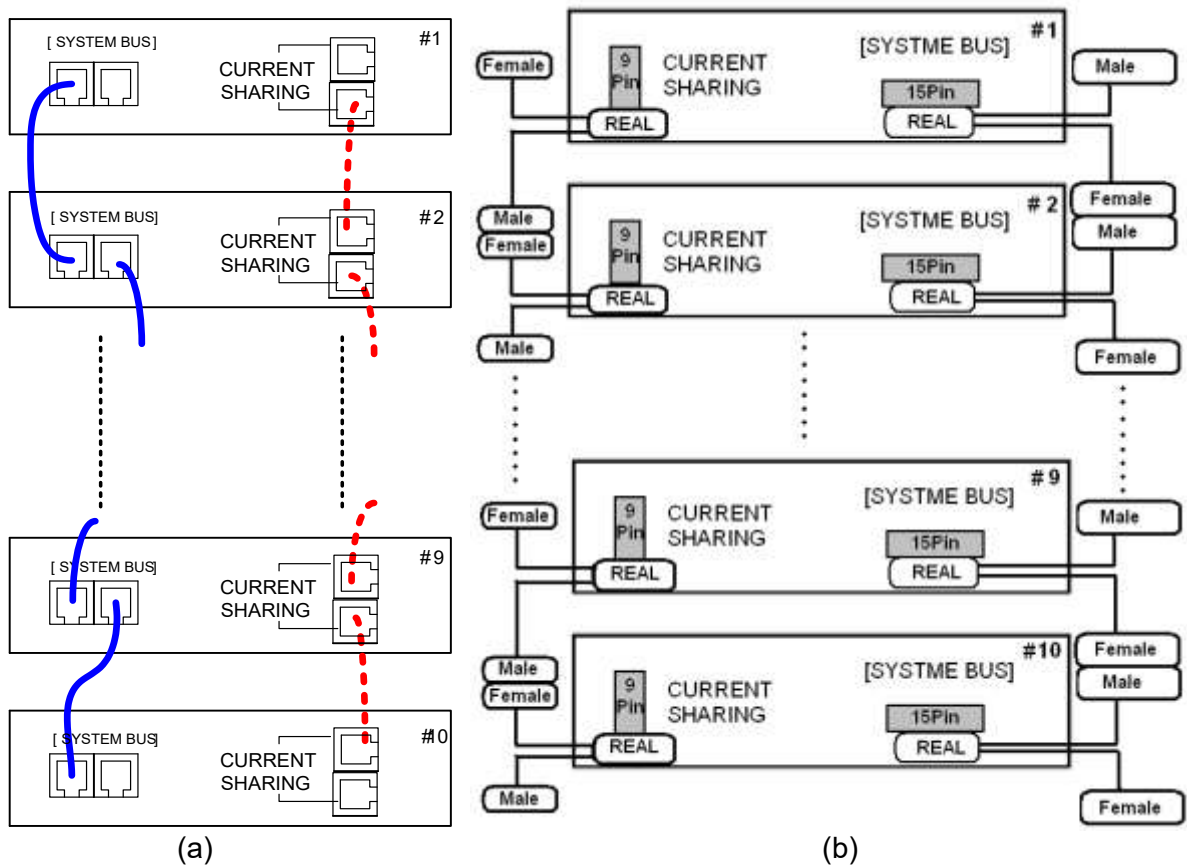 [ SYSTEM BUS]
#1
CURRENT
SHARING
[ SYSTEM BUS]
#2
CURRENT
SHARING
[ SYSTEM BUS]
#9
CURRENT
SHARING
[ SYSTEM BUS]
#10
CURRENT
SHARING
(a)
#1
Female
9
Pin
CURRENT
SHARING
[SYSTME BUS]
Male
15Pin
REAL
REAL
#2
Female
Male
Male
Female
9
Pin
CURRENT
SHARING
[SYSTME BUS]
15Pin
REAL
REAL
Male
Female
#9
Female
9
Pin
CURRENT
SHARING
[SYSTME BUS]
Male
15Pin
REAL
REAL
#10
Female
Male
Male
Female
9
Pin
CURRENT
SHARING
[SYSTME BUS]
15Pin
REAL
REAL
Male
Female
(b)